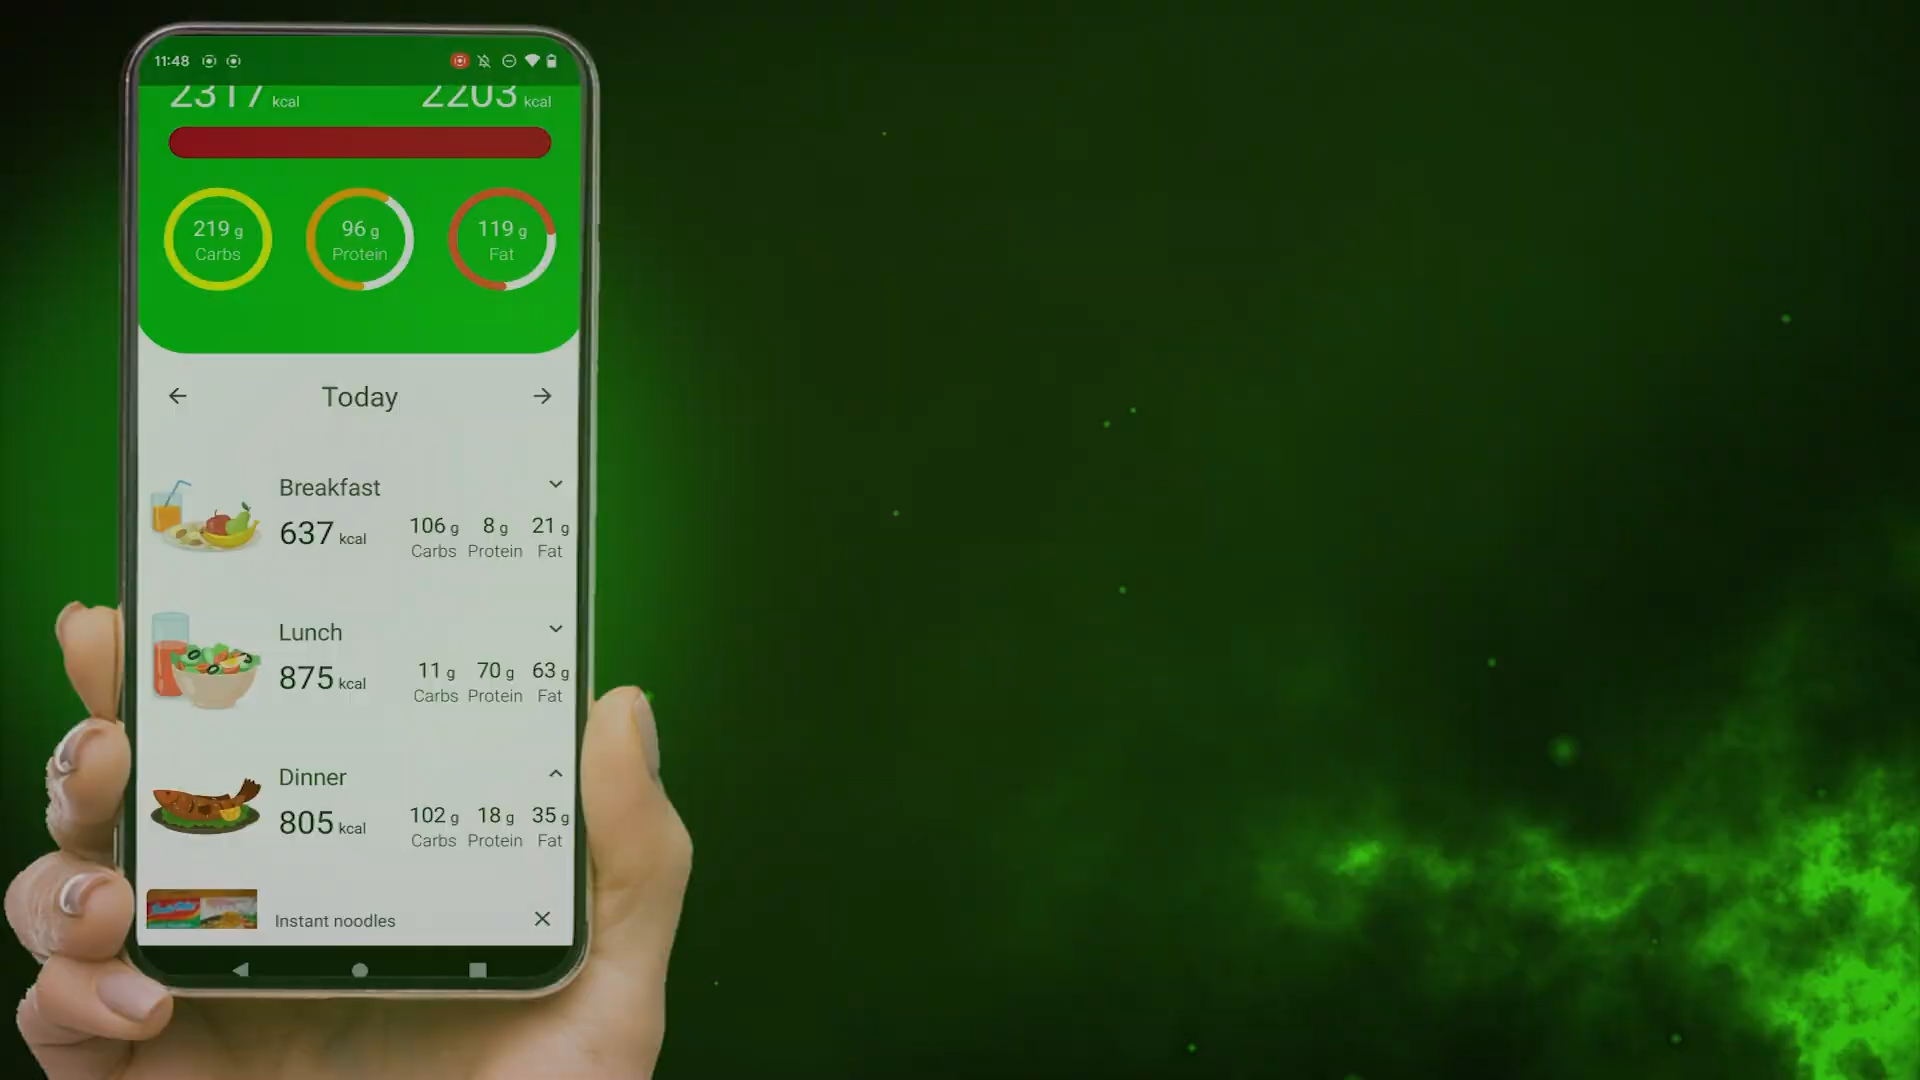 11:48
2317 kcal 2203 kcal
219 g 96 g 119 g
Carbs Protein Fat
Today
Breakfast
637 kcal 106 g 8 g 21 g
Carbs Protein Fat
Lunch
875 kcal 11 g 70 g 63 g
Carbs Protein Fat
Dinner
805 kcal 102 g 18 g 35 g
Carbs Protein Fat
Instant noodles